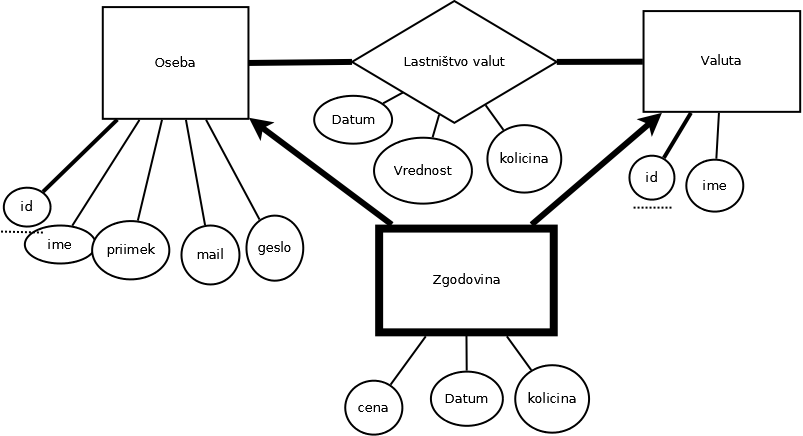 Oseba
Lastništvo valut
Valuta
Datum
Vrednost
kolicina
id
ime
id
ime
priimek
mail
geslo
Zgodovina
cena
Datum
kolicina